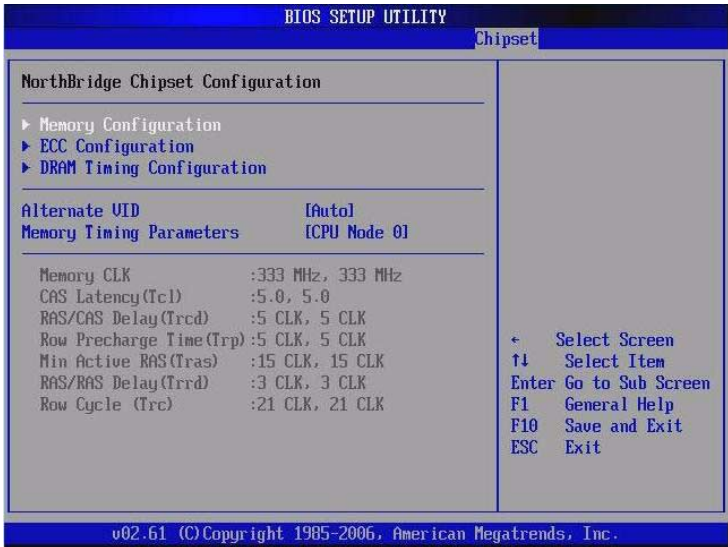 BIOS SETUP UTILITY
Chipset
NorthBridge Chipset Configuration
▶ Memory Configuration
▶ ECC Configuration
▶ DRAM Timing Configuration
Alternate VID [Auto]
Memory Timing Parameters [CPU Node 0]
Memory CLK :333 MHz, 333 MHz
CAS Latency(Tcl) :5.0, 5.0
RAS/CAS Delay(Trcd) :5 CLK, 5 CLK
Row Precharge Time(Trp):5 CLK, 5 CLK
Min Active RAS(Tras) :15 CLK, 15 CLK
RAS/RAS Delay(Trrd) :3 CLK, 3 CLK
Row Cycle (Trc) :21 CLK, 21 CLK
← Select Screen
↑↓ Select Item
Enter Go to Sub Screen
F1 General Help
F10 Save and Exit
ESC Exit
v02.61 (C)Copyright 1985-2006, American Megatrends, Inc.